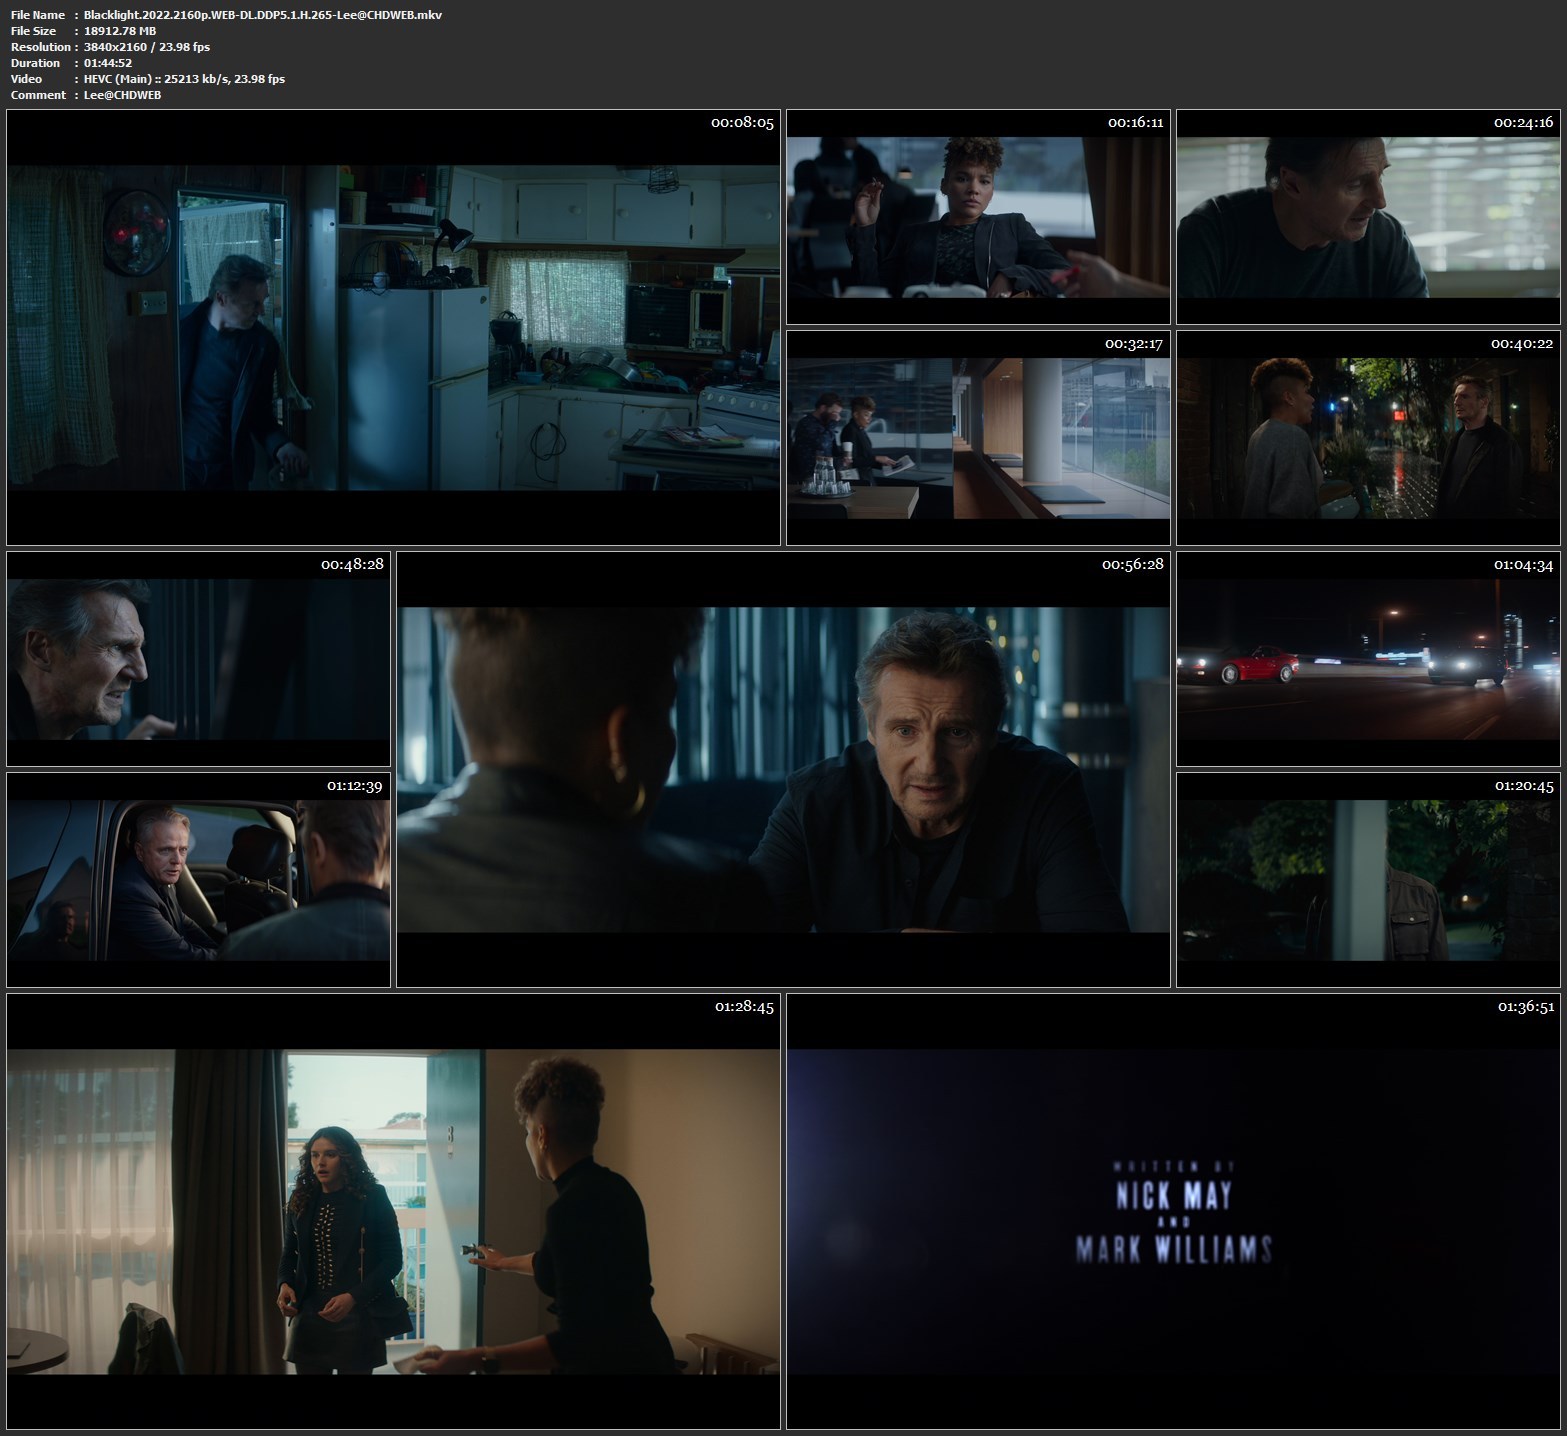 File Name : Blacklight.2022.2160p.WEB-DL.DDP5.1.H.265-Lee@CHDWEB.mkv
File Size : 18912.78 MB
Resolution : 3840x2160 / 23.98 fps
Duration : 01:44:52
Video : HEVC (Main) :: 25213 kb/s, 23.98 fps
Comment : Lee@CHDWEB
00:08:05
00:16:11
00:24:16
00:32:17
00:40:22
00:48:28
00:56:28
01:04:34
01:12:39
01:20:45
01:28:45
01:36:51
WRITTEN BY
NICK MAY
AND
MARK WILLIAMS